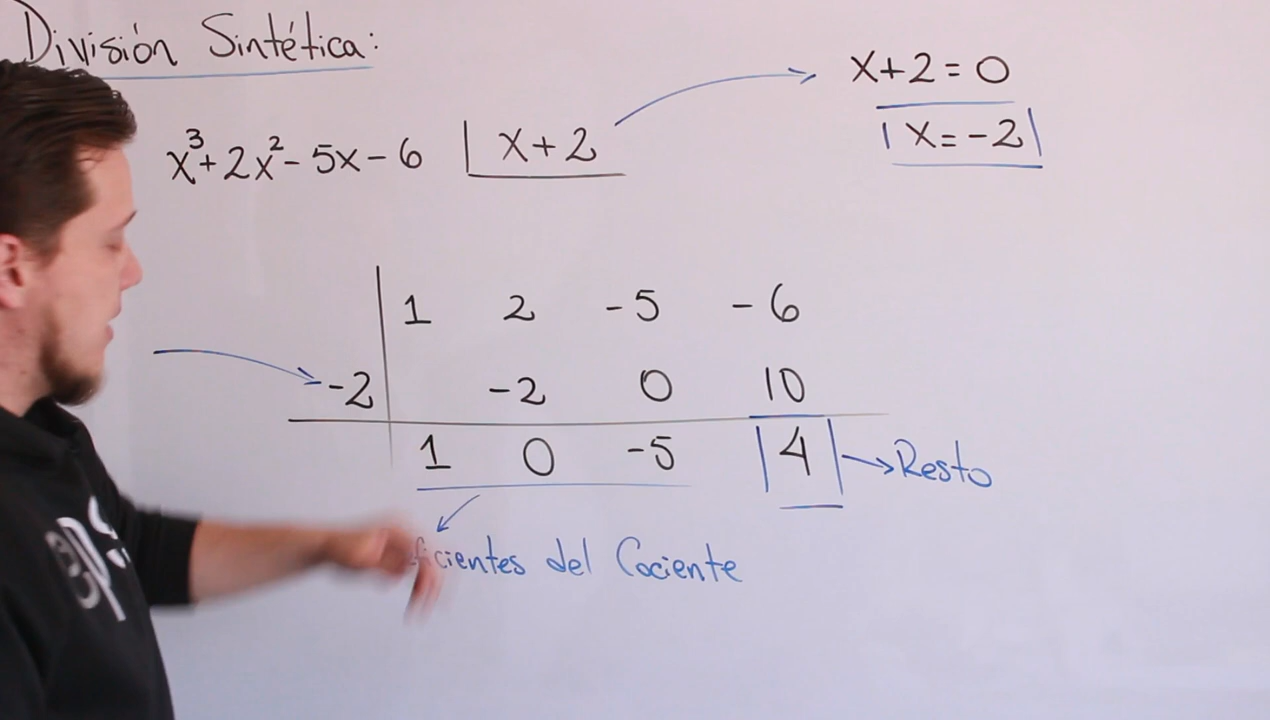 División Sintética:
x+2=0
x=-2
x³+2x²-5x-6 x+2
1 2 -5 -6
-2 -2 0 10
1 0 -5 4 → Resto
del Cociente